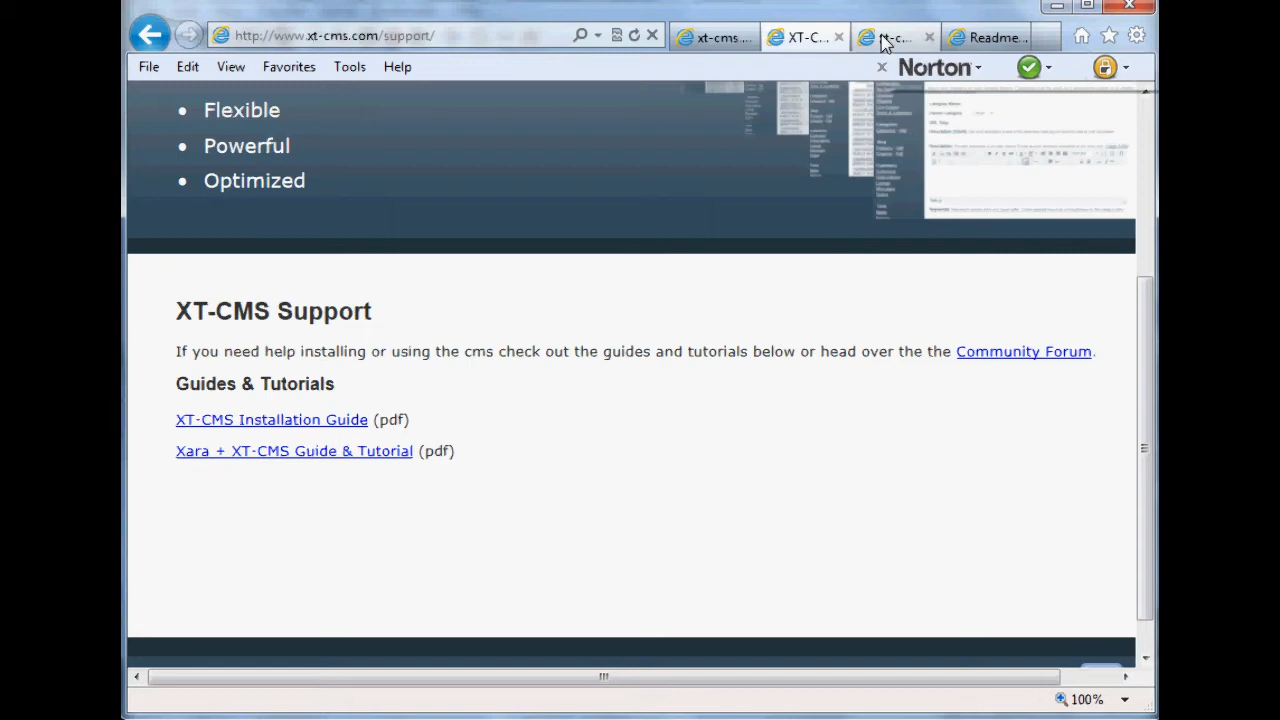 http://www.xt-cms.com/support/
xt-cms....
XT-C...
Readme...
File Edit View Favorites Tools Help
Norton
Flexible
Powerful
Optimized
XT-CMS Support
If you need help installing or using the cms check out the guides and tutorials below or head over the the Community Forum.
Guides & Tutorials
XT-CMS Installation Guide (pdf)
Xara + XT-CMS Guide & Tutorial (pdf)
100%